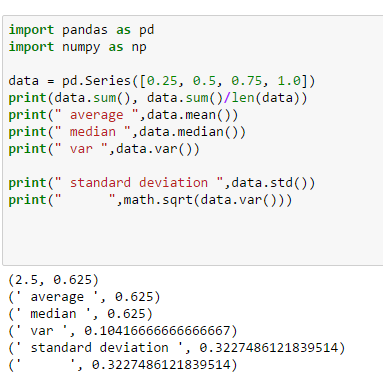 import pandas as pd
import numpy as np

data = pd.Series([0.25, 0.5, 0.75, 1.0])
print(data.sum(), data.sum()/len(data))
print(" average ",data.mean())
print(" median ",data.median())
print(" var ",data.var())

print(" standard deviation ",data.std())
print("      ",math.sqrt(data.var()))

(2.5, 0.625)
(' average ', 0.625)
(' median ', 0.625)
(' var ', 0.10416666666666667)
(' standard deviation ', 0.3227486121839514)
('      ', 0.3227486121839514)